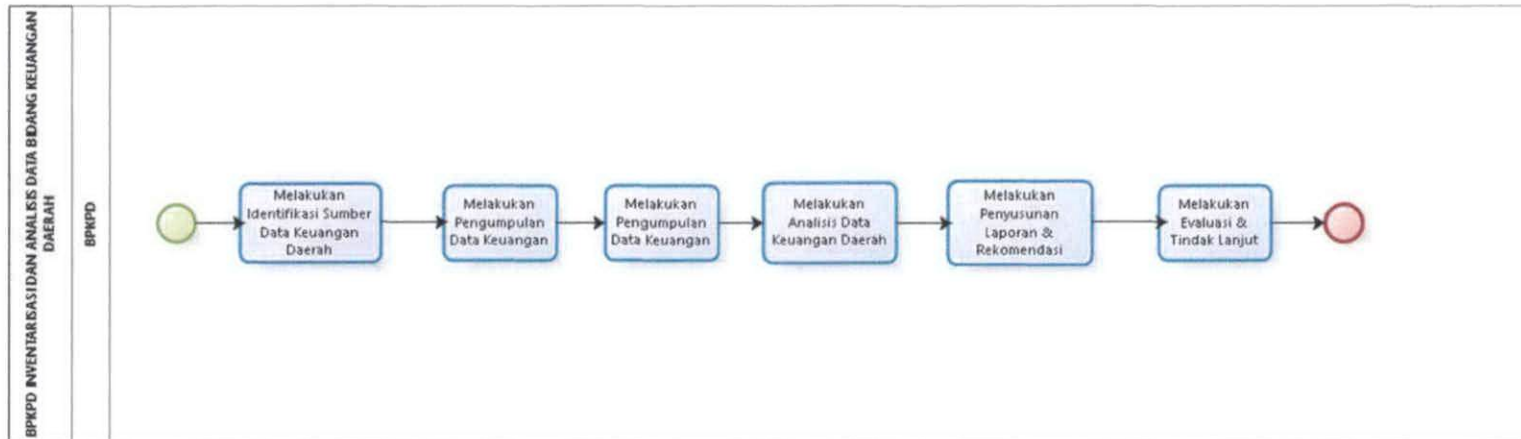 BPKPD INVENTARISASI DAN ANALISIS DATA BIDANG KEUANGAN
DAERAH
BPKPD
Melakukan
Identifikasi Sumber
Data Keuangan
Daerah
Melakukan
Pengumpulan
Data Keuangan
Melakukan
Pengumpulan
Data Keuangan
Melakukan
Analisis Data
Keuangan Daerah
Melakukan
Penyusunan
Laporan &
Rekomendasi
Melakukan
Evaluasi &
Tindak Lanjut